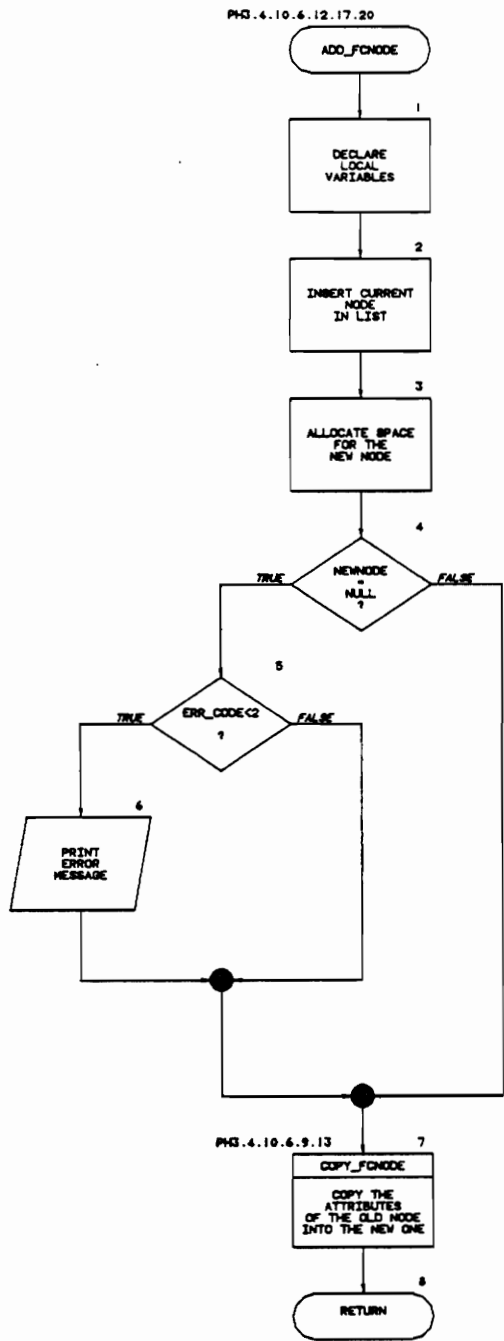 PH3.4.10.6.12.17.20
ADD_FCNODE
1
DECLARE
LOCAL
VARIABLES
2
INSERT CURRENT
NODE
IN LIST
3
ALLOCATE SPACE
FOR THE
NEW NODE
4
NEWNODE
=
NULL
?
TRUE
FALSE
5
ERR_CODE<2
?
TRUE
FALSE
6
PRINT
ERROR
MESSAGE
PH3.4.10.6.9.13
7
COPY_FCNODE
COPY THE
ATTRIBUTES
OF THE OLD NODE
INTO THE NEW ONE
8
RETURN